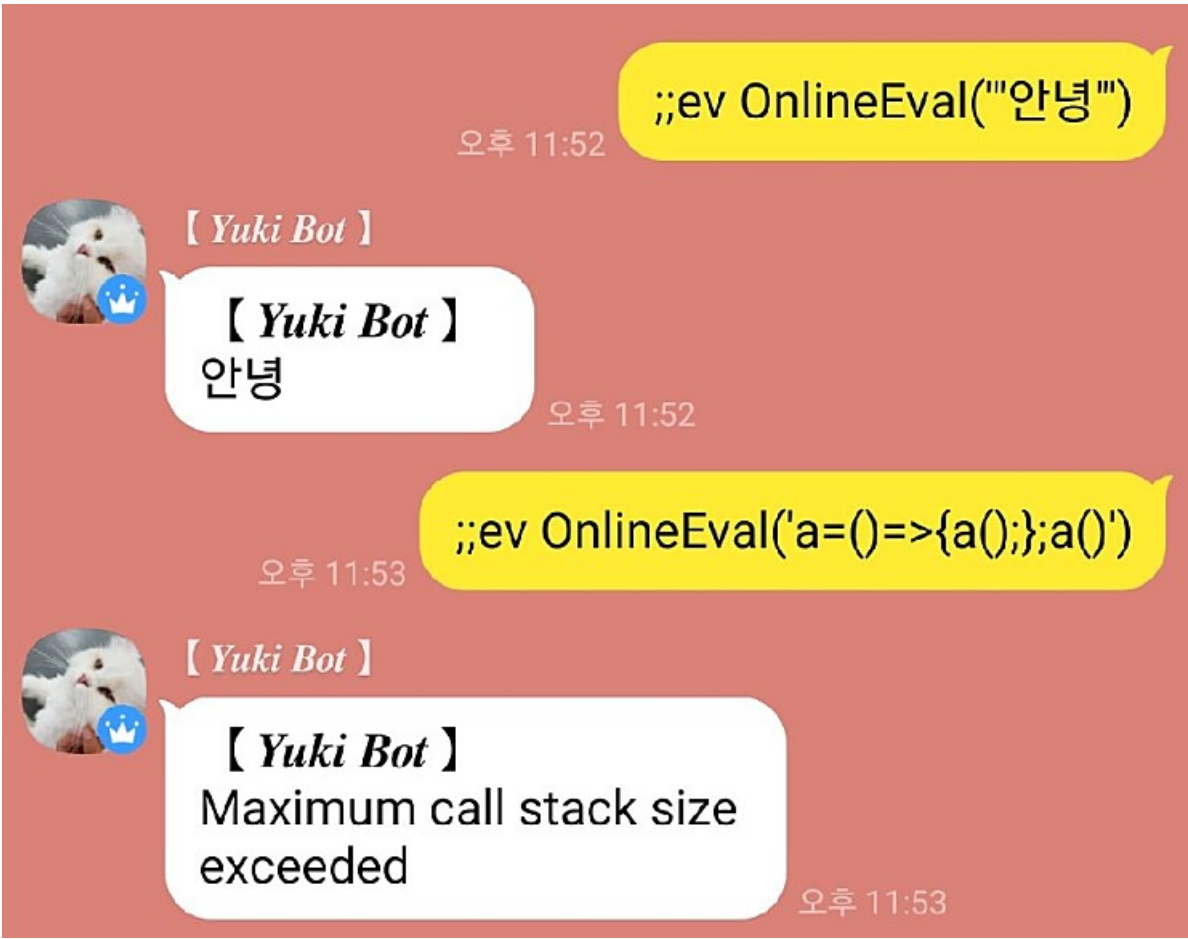 ;;ev OnlineEval("'안녕'")
오후 11:52
【 Yuki Bot 】
【 Yuki Bot 】
안녕
오후 11:52
;;ev OnlineEval('a=()=>{a();};a()')
오후 11:53
【 Yuki Bot 】
【 Yuki Bot 】
Maximum call stack size
exceeded
오후 11:53